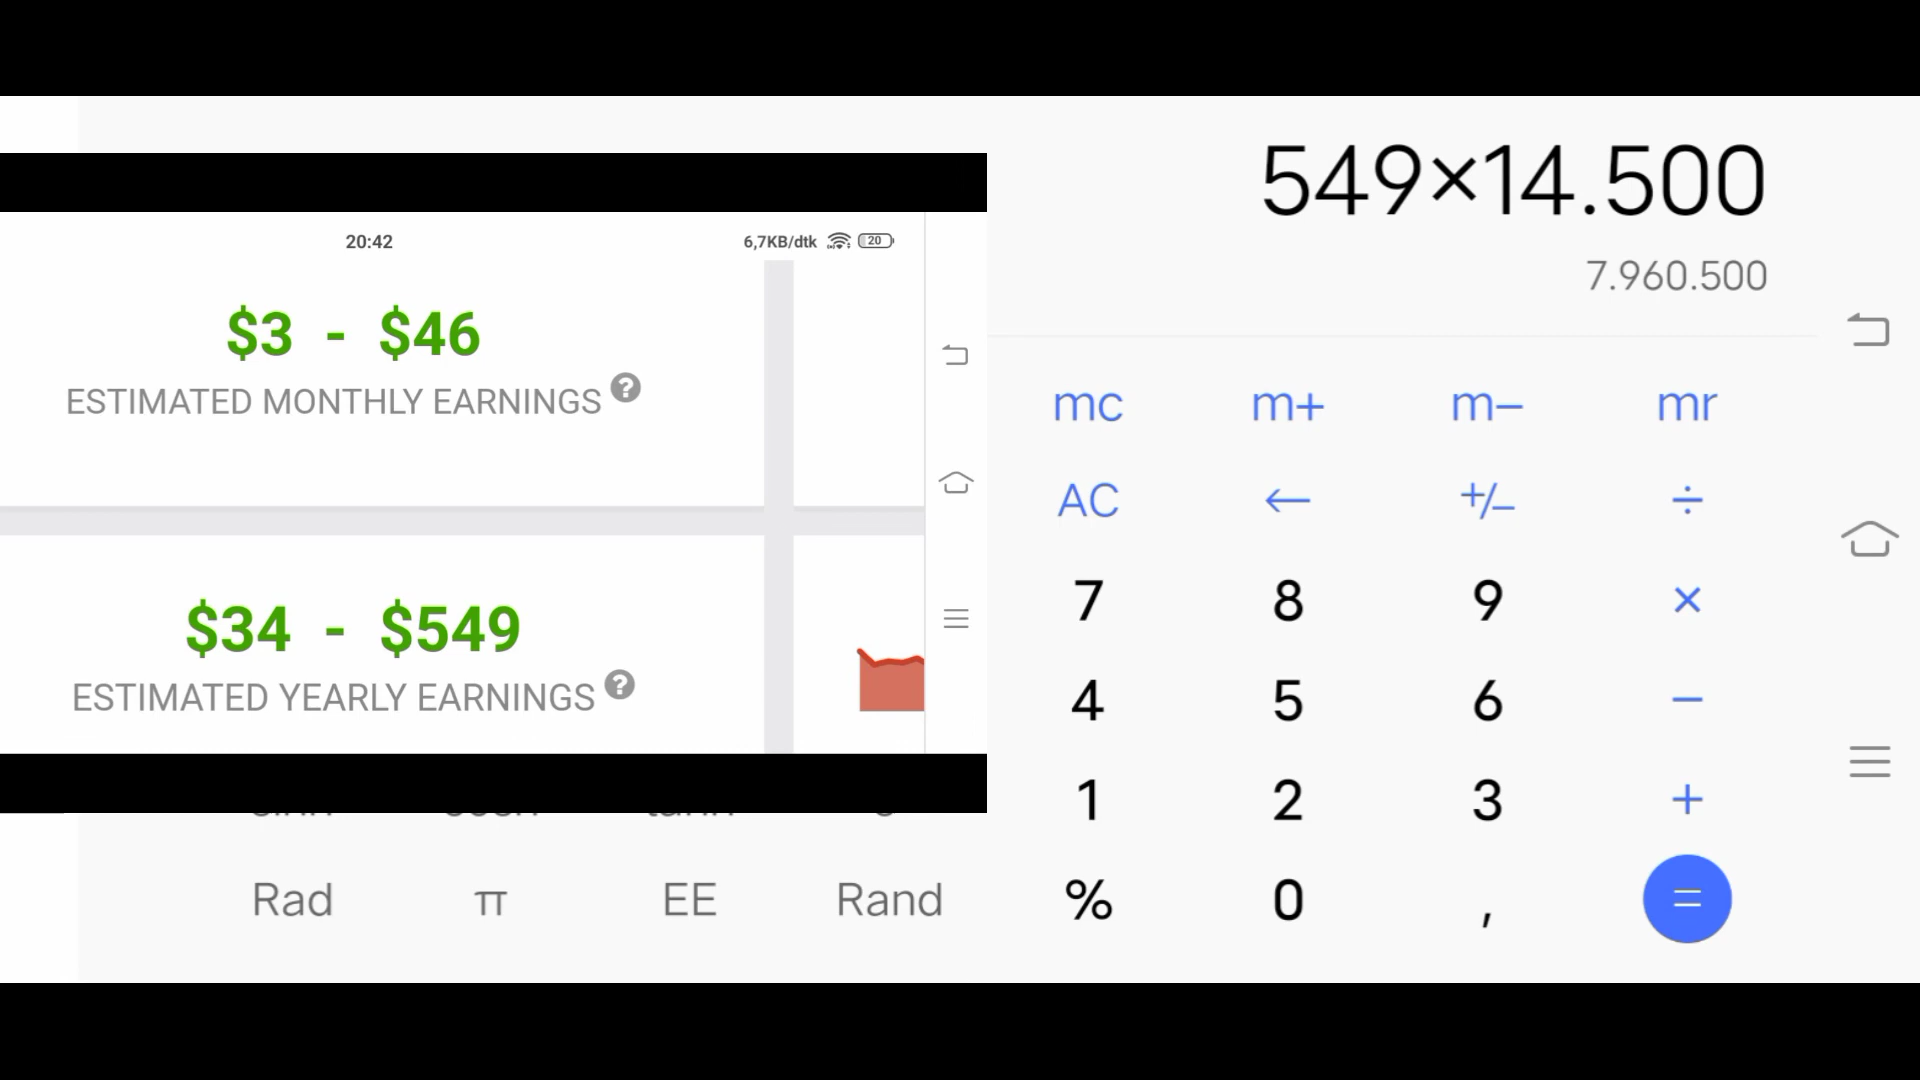 549×14.500
7.960.500
20:42 6,7KB/dtk 20
$3 - $46
ESTIMATED MONTHLY EARNINGS ?
$34 - $549
ESTIMATED YEARLY EARNINGS ?
mc m+ m– mr
AC ← +/– ÷
7 8 9 ×
4 5 6 −
1 2 3 +
Rad π EE Rand % 0 , =